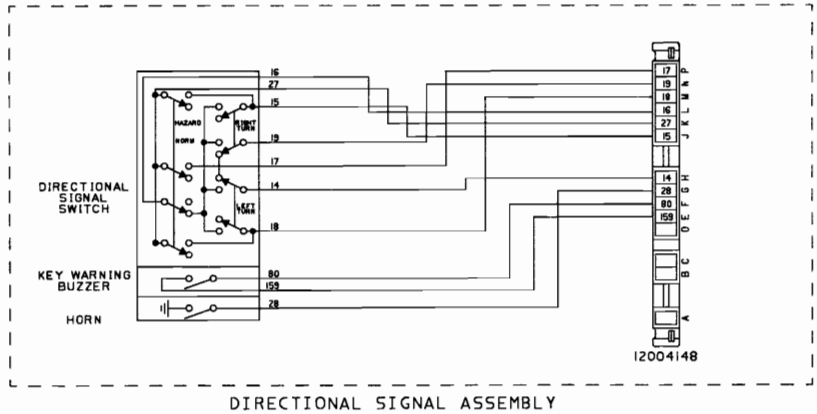 16
27
15
HAZARD
RIGHT TURN
NORM
19
17
14
DIRECTIONAL
SIGNAL
SWITCH
LEFT TURN
18
KEY WARNING
BUZZER
80
159
28
HORN
17 P
19 N
18 M
16 L
27 K
15 J
14 H
28 G
80 F
159 E
D
C
B
A
12004148
DIRECTIONAL SIGNAL ASSEMBLY